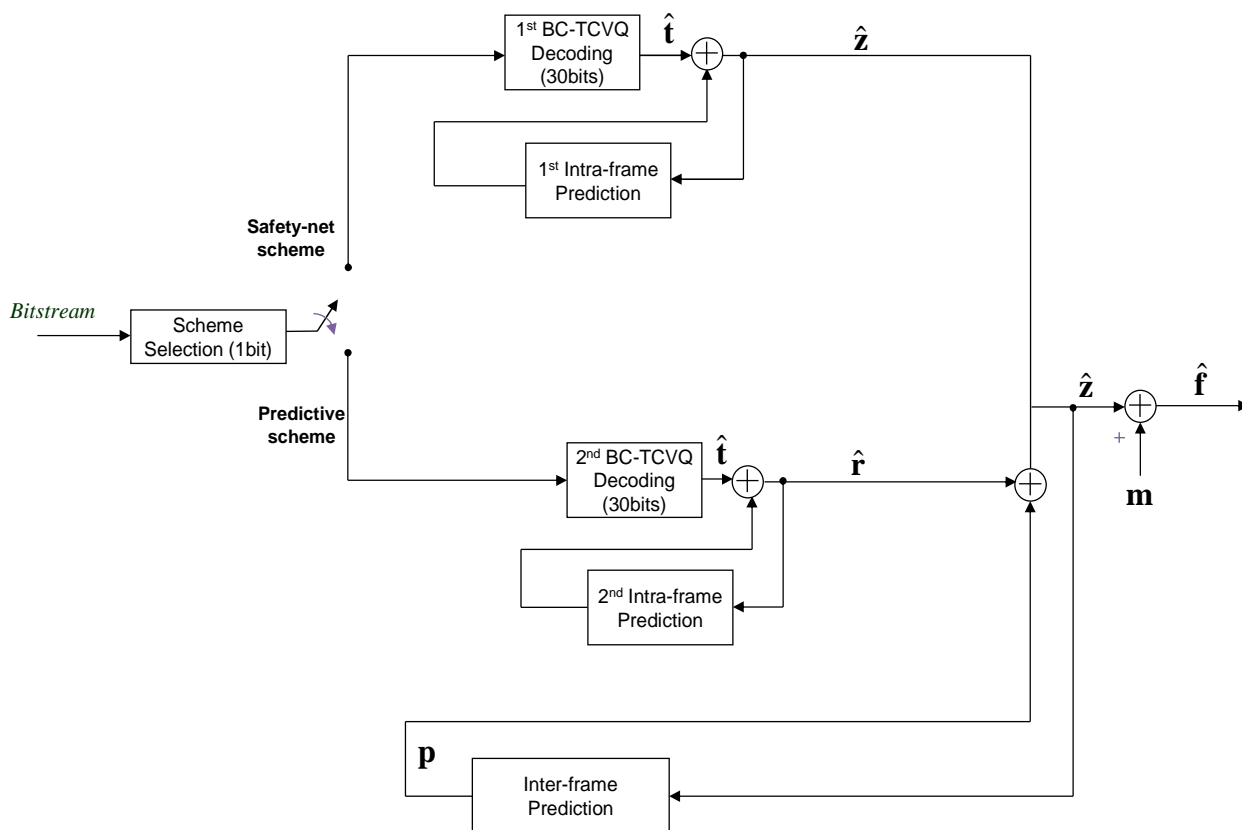 1st BC-TCVQ
Decoding
(30bits)
t̂
ẑ
1st Intra-frame
Prediction
Safety-net
scheme
Bitstream
Scheme
Selection (1bit)
Predictive
scheme
2nd BC-TCVQ
Decoding
(30bits)
t̂
r̂
ẑ
f̂
+
m
2nd Intra-frame
Prediction
p
Inter-frame
Prediction